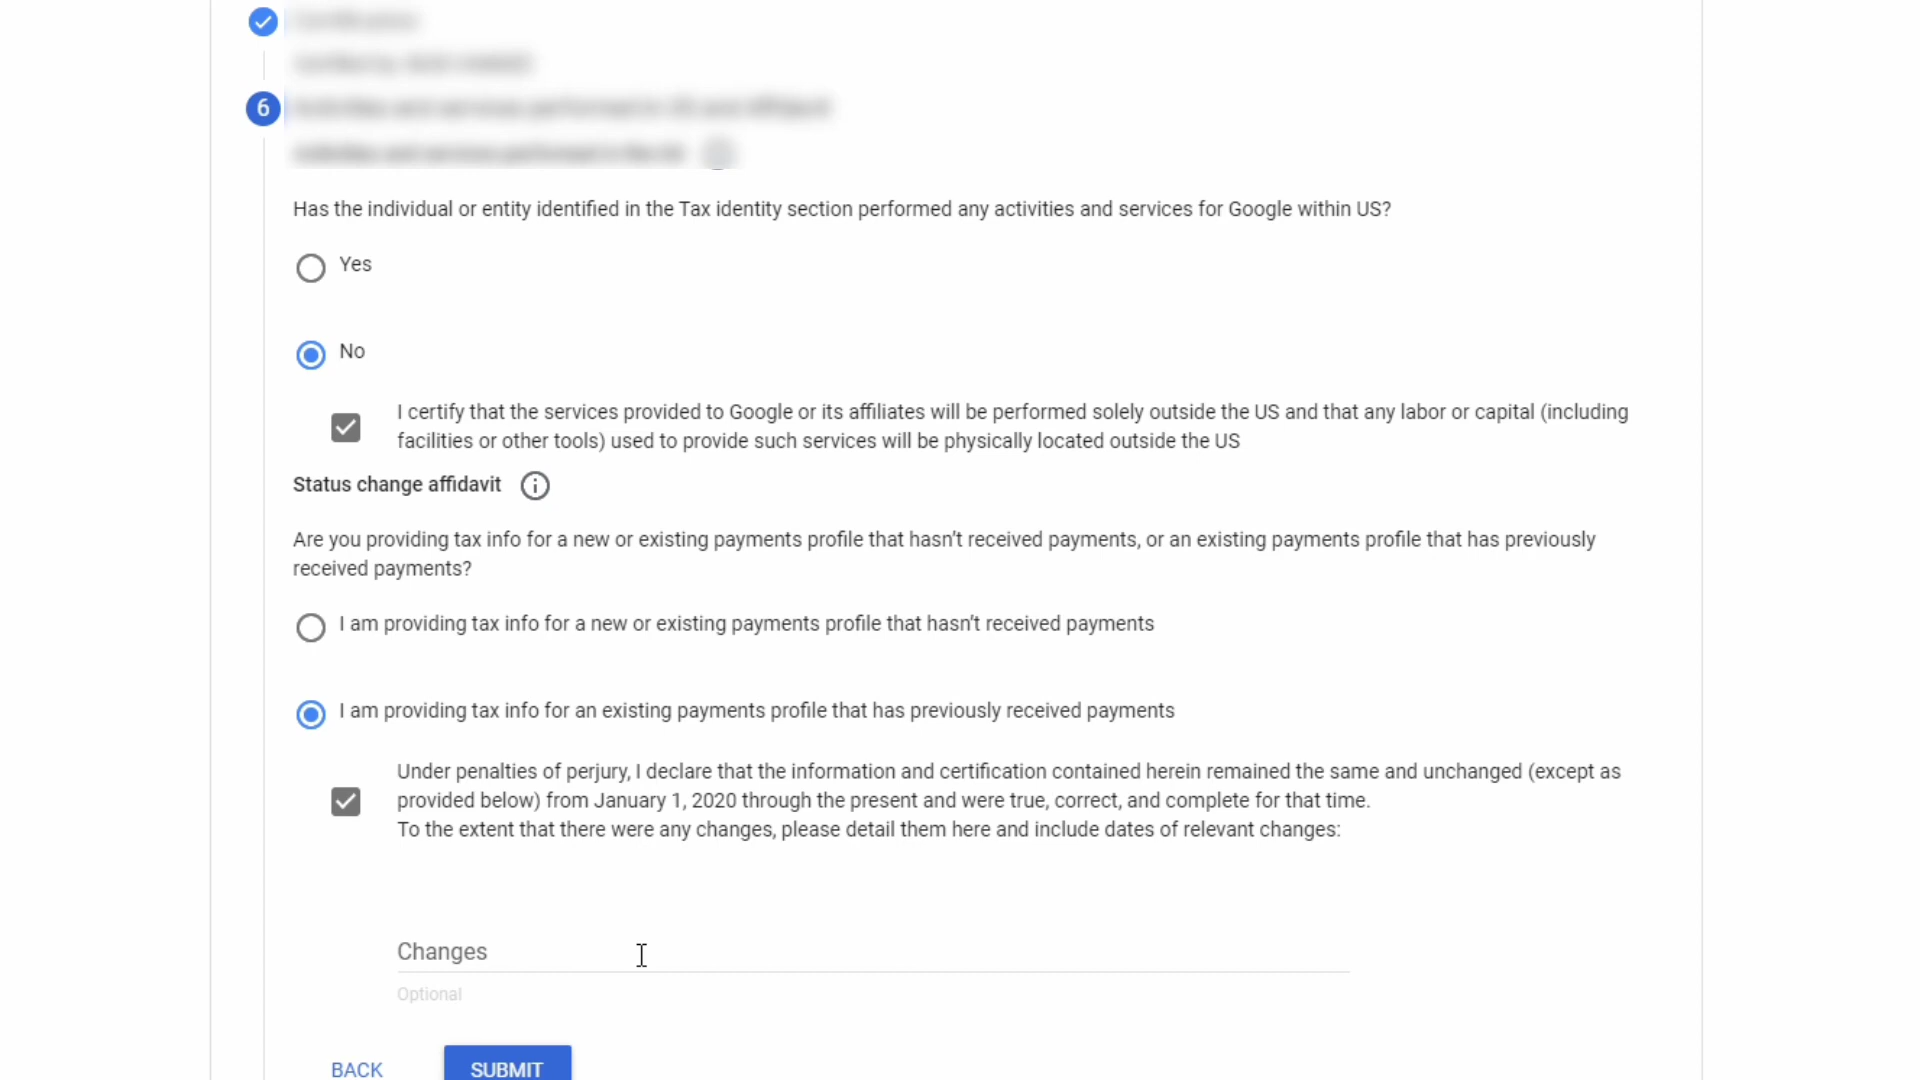 6
Has the individual or entity identified in the Tax identity section performed any activities and services for Google within US?
Yes
No
I certify that the services provided to Google or its affiliates will be performed solely outside the US and that any labor or capital (including
facilities or other tools) used to provide such services will be physically located outside the US
Status change affidavit
Are you providing tax info for a new or existing payments profile that hasn't received payments, or an existing payments profile that has previously
received payments?
I am providing tax info for a new or existing payments profile that hasn't received payments
I am providing tax info for an existing payments profile that has previously received payments
Under penalties of perjury, I declare that the information and certification contained herein remained the same and unchanged (except as
provided below) from January 1, 2020 through the present and were true, correct, and complete for that time.
To the extent that there were any changes, please detail them here and include dates of relevant changes:
Changes
Optional
BACK SUBMIT